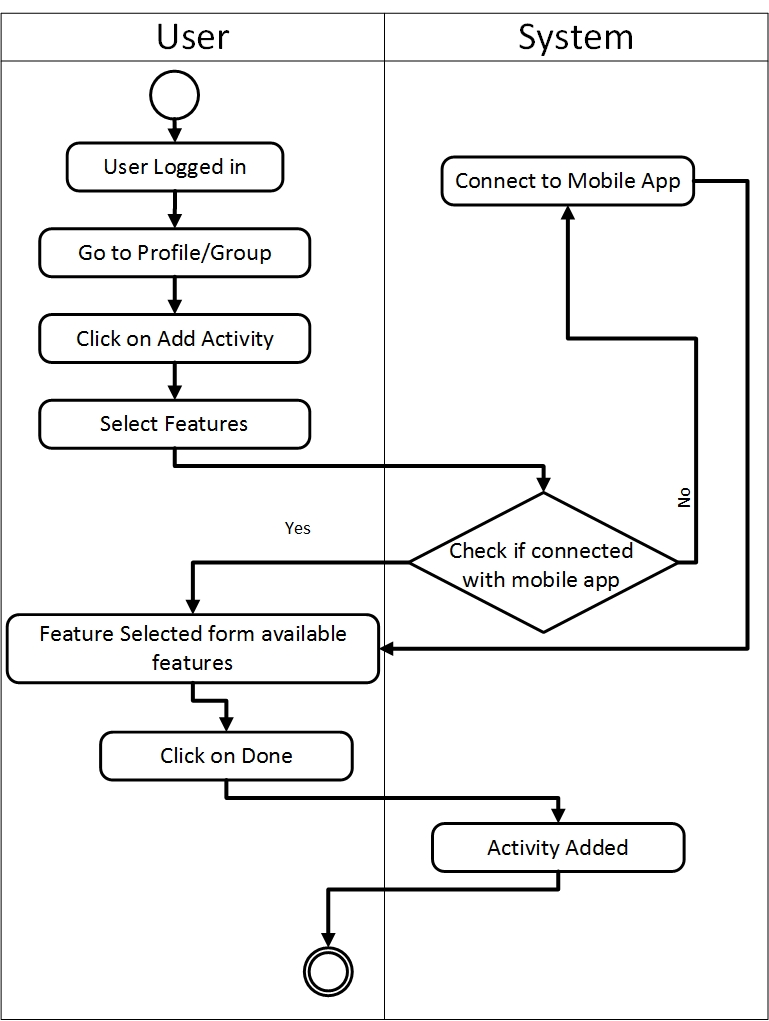 User
System
User Logged in
Connect to Mobile App
Go to Profile/Group
Click on Add Activity
Select Features
No
Yes
Check if connected
with mobile app
Feature Selected form available
features
Click on Done
Activity Added